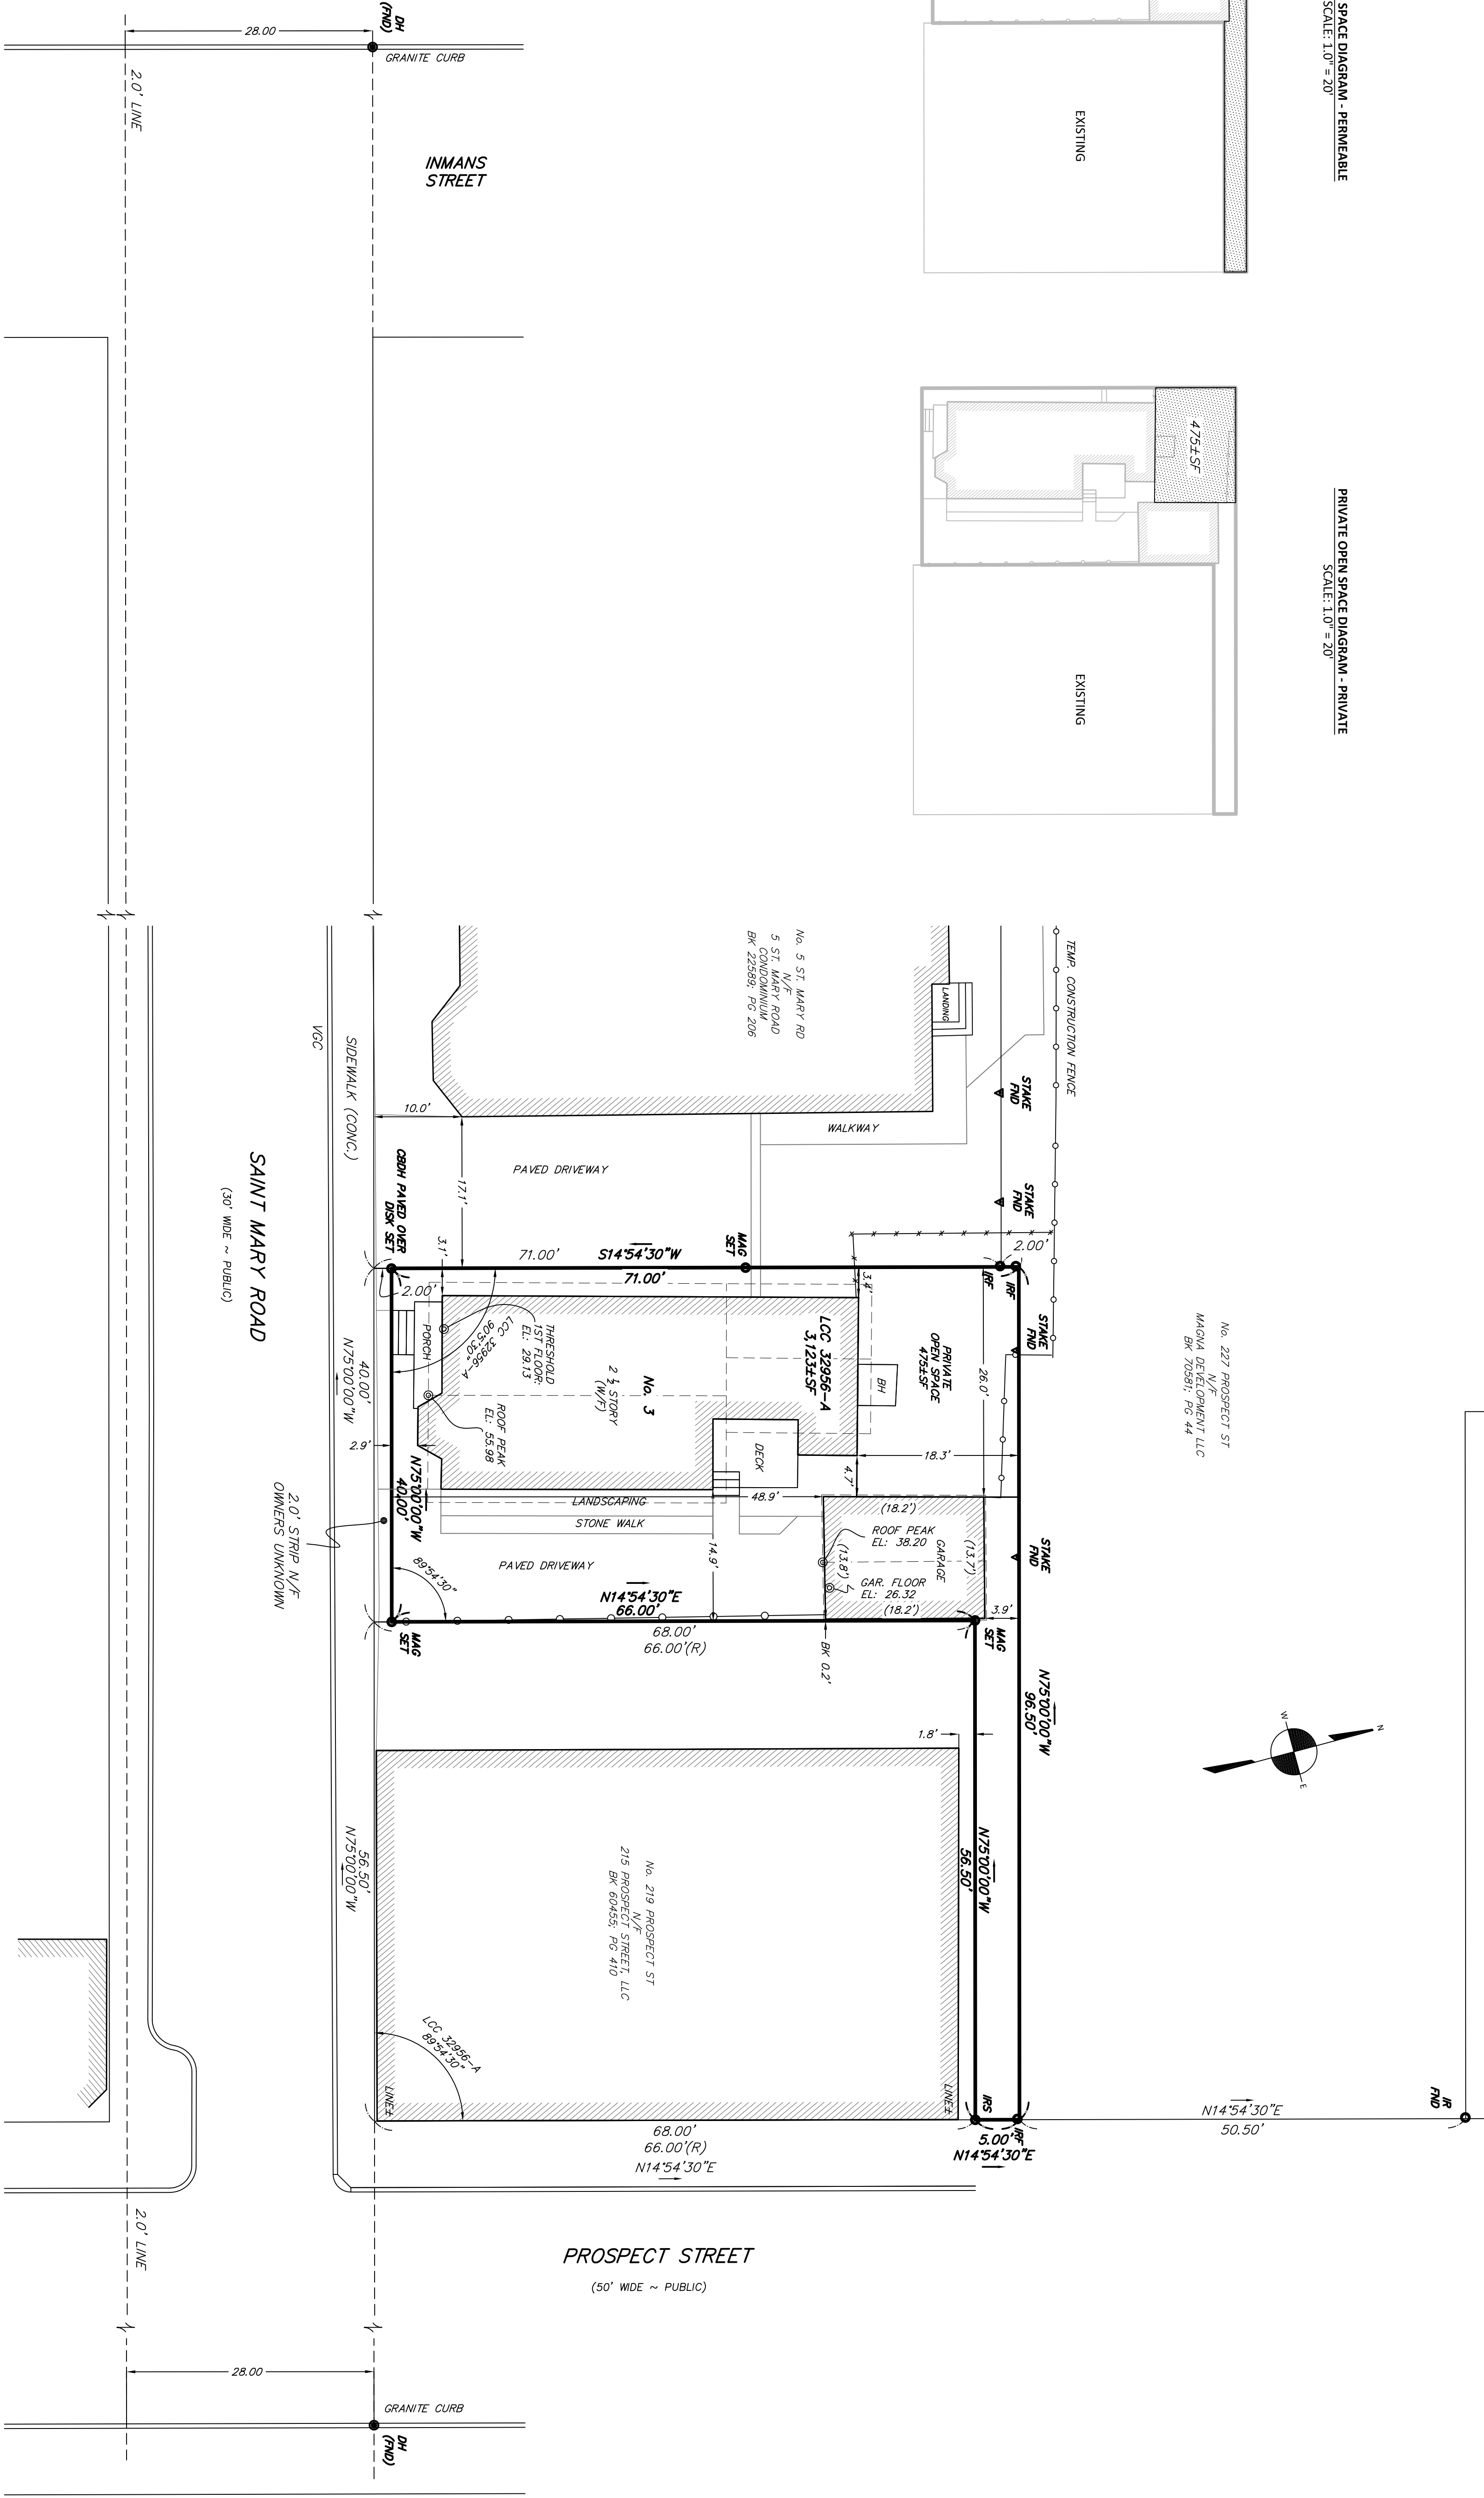 SPACE DIAGRAM - PERMEABLE
SCALE: 1.0" = 20'
EXISTING
PRIVATE OPEN SPACE DIAGRAM - PRIVATE
SCALE: 1.0" = 20'
475±SF
EXISTING
DH
(FND)
28.00
GRANITE CURB
2.0' LINE
INMANS
STREET
No. 5 ST. MARY RD
N/F
5 ST. MARY ROAD
CONDOMINIUM
BK 22589; PG 206
LANDING
TEMP. CONSTRUCTION FENCE
STAKE
FND
STAKE
FND
WALKWAY
PAVED DRIVEWAY
10.0'
17.1'
VGC
SIDEWALK (CONC.)
SAINT MARY ROAD
(30' WIDE ~ PUBLIC)
CBDH PAVED OVER
DISK SET
3.1'
71.00'
S14°54'30"W
71.00'
MAG
SET
2.00'
2.00'
3.4'
IRF
IRF
STAKE
FND
No. 227 PROSPECT ST
N/F
MAGNA DEVELOPMENT LLC
BK 70581; PG 44
PORCH
THRESHOLD
1ST FLOOR:
EL: 29.13
LCC 32956-A
90°5'30"
LCC 32956-A
3,123±SF
PRIVATE
OPEN SPACE
475±SF
26.0'
BH
No. 3
2 ½ STORY
(W/F)
ROOF PEAK
EL: 55.98
DECK
18.3'
4.7'
40.00'
N75°00'00"W
2.9'
N75°00'00"W
40.00'
48.9'
LANDSCAPING
STONE WALK
14.9'
PAVED DRIVEWAY
89°54'30"
(18.2')
ROOF PEAK
EL: 38.20
GARAGE
(13.7')
(13.8')
GAR. FLOOR
EL: 26.32
(18.2')
STAKE
FND
3.9'
2.0' STRIP N/F
OWNERS UNKNOWN
N14°54'30"E
66.00'
68.00'
66.00'(R)
MAG
SET
MAG
SET
BK 0.2'
N75°00'00"W
96.50'
1.8'
N
W
E
N75°00'00"W
56.50'
56.50'
N75°00'00"W
No. 219 PROSPECT ST
N/F
215 PROSPECT STREET, LLC
BK 60455; PG 410
LCC 32956-A
89°54'30"
LINE±
LINE±
IRS
IRF
5.00'
N14°54'30"E
68.00'
66.00'(R)
N14°54'30"E
N14°54'30"E
50.50'
IR
FND
2.0' LINE
PROSPECT STREET
(50' WIDE ~ PUBLIC)
28.00
GRANITE CURB
DH
(FND)